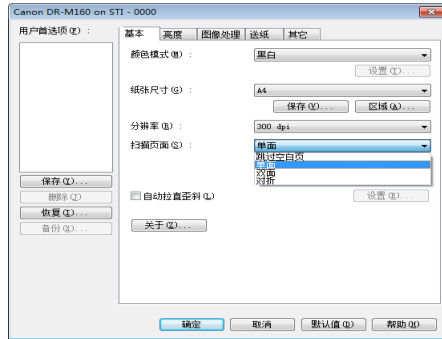 Canon DR-M160 on STI - 0000
用户首选项(P) :
基本 亮度 图像处理 送纸 其它
颜色模式(M) : 黑白
设置(I)...
纸张尺寸(G) : A4
保存(V)... 区域(A)...
分辨率(R) : 300 dpi
扫描页面(S) : 单面
跳过空白页
单面
双面
对折
保存(Y)...
删除(T)
恢复(Z)...
备份(X)...
自动拉直歪斜(L) 设置(E)...
关于(Z)...
确定 取消 默认值(D) 帮助(H)